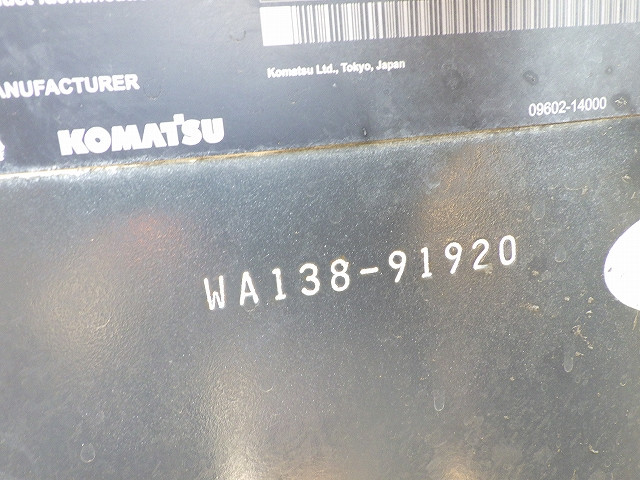 Komatsu Ltd., Tokyo, Japan
ANUFACTURER
09602-14000
KOMATSU
WA138-91920